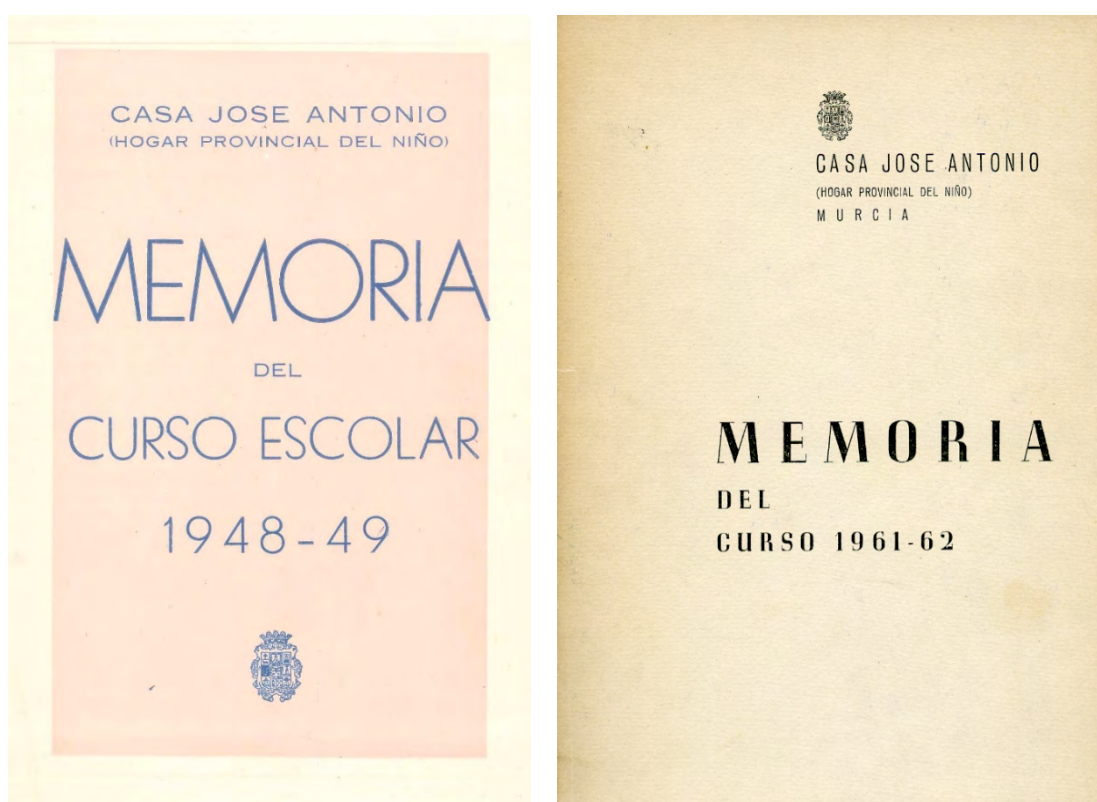 CASA JOSE ANTONIO
(HOGAR PROVINCIAL DEL NIÑO)
MEMORIA
DEL
CURSO ESCOLAR
1948-49
CASA JOSE ANTONIO
(HOGAR PROVINCIAL DEL NIÑO)
MURCIA
MEMORIA
DEL
CURSO 1961-62